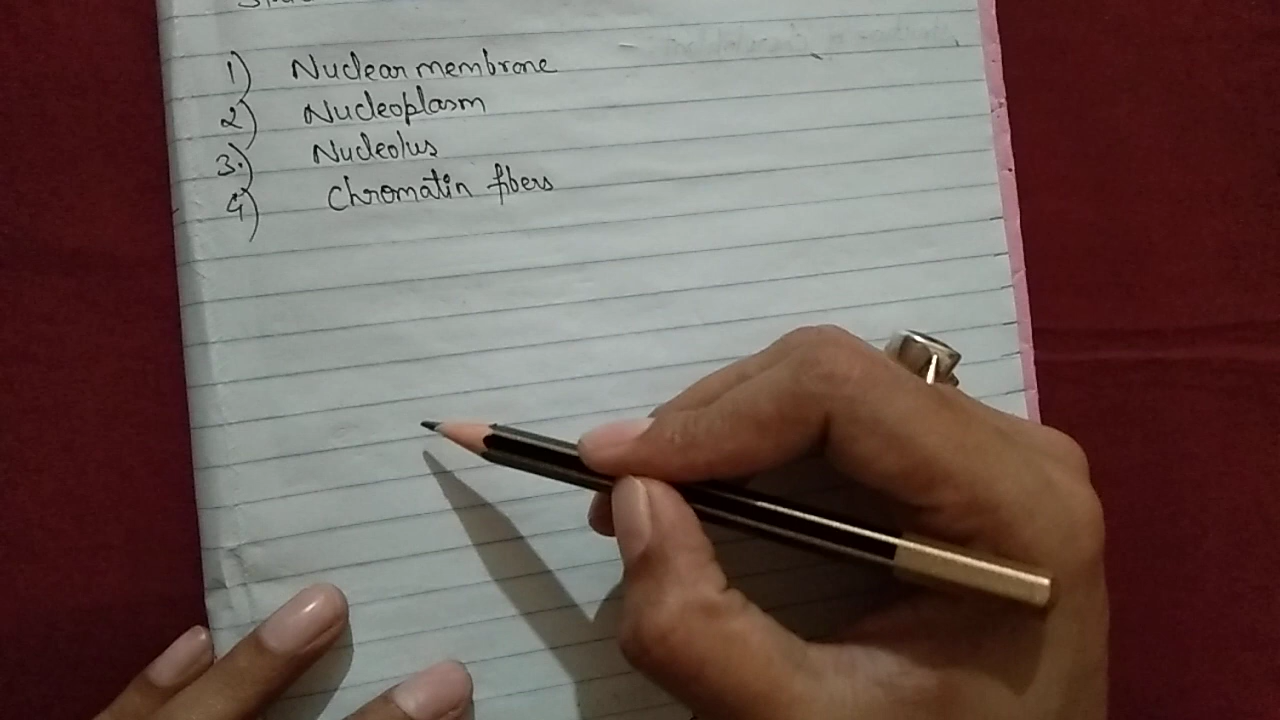 1) Nuclear membrane
2) Nucleoplasm
3.) Nucleolus
4) Chromatin fibers